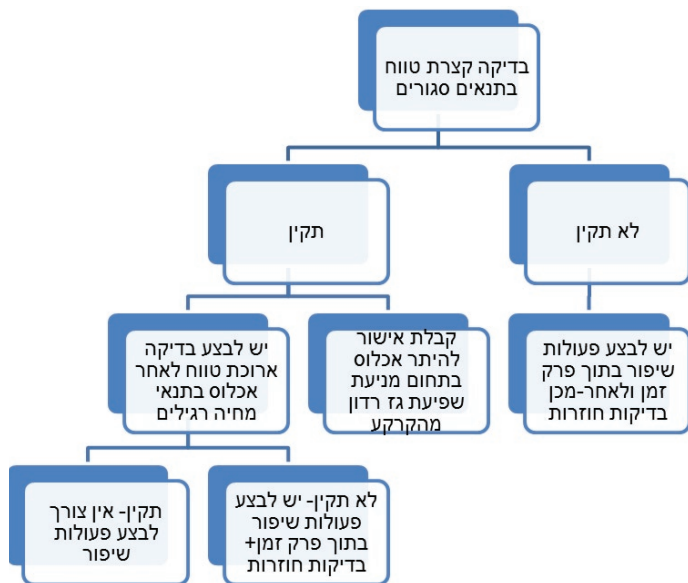 בדיקה קצרת טווח
בתנאים סגורים
לא תקין
תקין
יש לבצע פעולות
שיפור בתוך פרק
זמן ולאחר-מכן
בדיקות חוזרות
קבלת אישור
להיתר אכלוס
בתחום מניעת
שפיעת גז רדון
מהקרקע
יש לבצע בדיקה
ארוכת טווח לאחר
אכלוס בתנאי
מחיה רגילים
לא תקין- יש לבצע
פעולות שיפור
בתוך פרק זמן+
בדיקות חוזרות
תקין- אין צורך
לבצע פעולות
שיפור